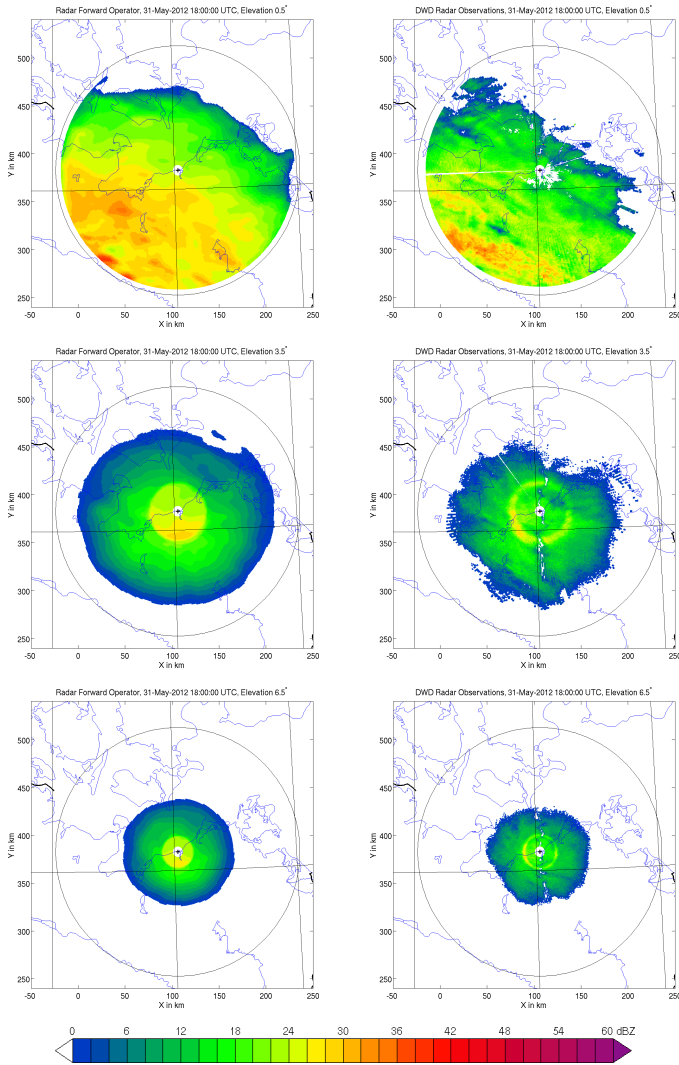 Radar Forward Operator, 31-May-2012 18:00:00 UTC, Elevation 0.5°
DWD Radar Observations, 31-May-2012 18:00:00 UTC, Elevation 0.5°
Y in km
550
500
450
400
350
300
250
-50 0 50 100 150 200 250
X in km
Y in km
500
450
400
350
300
250
-50 0 50 100 150 200 250
X in km
Radar Forward Operator, 31-May-2012 18:00:00 UTC, Elevation 3.5°
DWD Radar Observations, 31-May-2012 18:00:00 UTC, Elevation 3.5°
Y in km
500
450
400
350
300
250
-50 0 50 100 150 200 250
X in km
Y in km
500
450
400
350
300
250
-50 0 50 100 150 200 250
X in km
Radar Forward Operator, 31-May-2012 18:00:00 UTC, Elevation 6.5°
DWD Radar Observations, 31-May-2012 18:00:00 UTC, Elevation 6.5°
Y in km
500
450
400
350
300
250
-50 0 50 100 150 200 250
X in km
Y in km
500
450
400
350
300
250
-50 0 50 100 150 200 250
X in km
0 6 12 18 24 30 36 42 48 54 60 dBZ